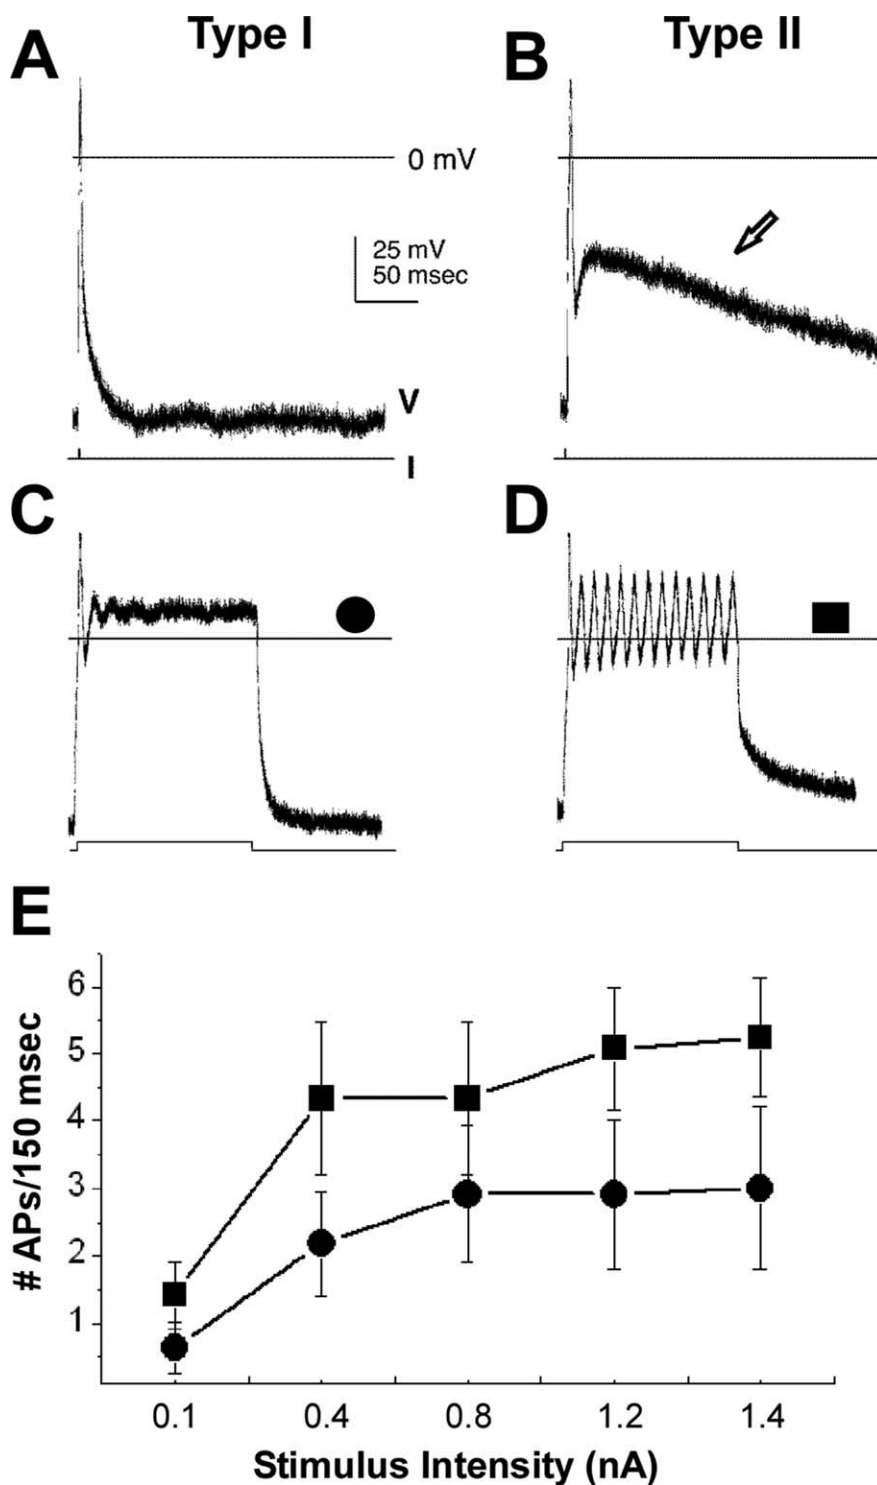 Type I
Type II
A
B
0 mV
25 mV
50 msec
V
I
C
D
E
# APs/150 msec
6
5
4
3
2
1
0.1 0.4 0.8 1.2 1.4
Stimulus Intensity (nA)